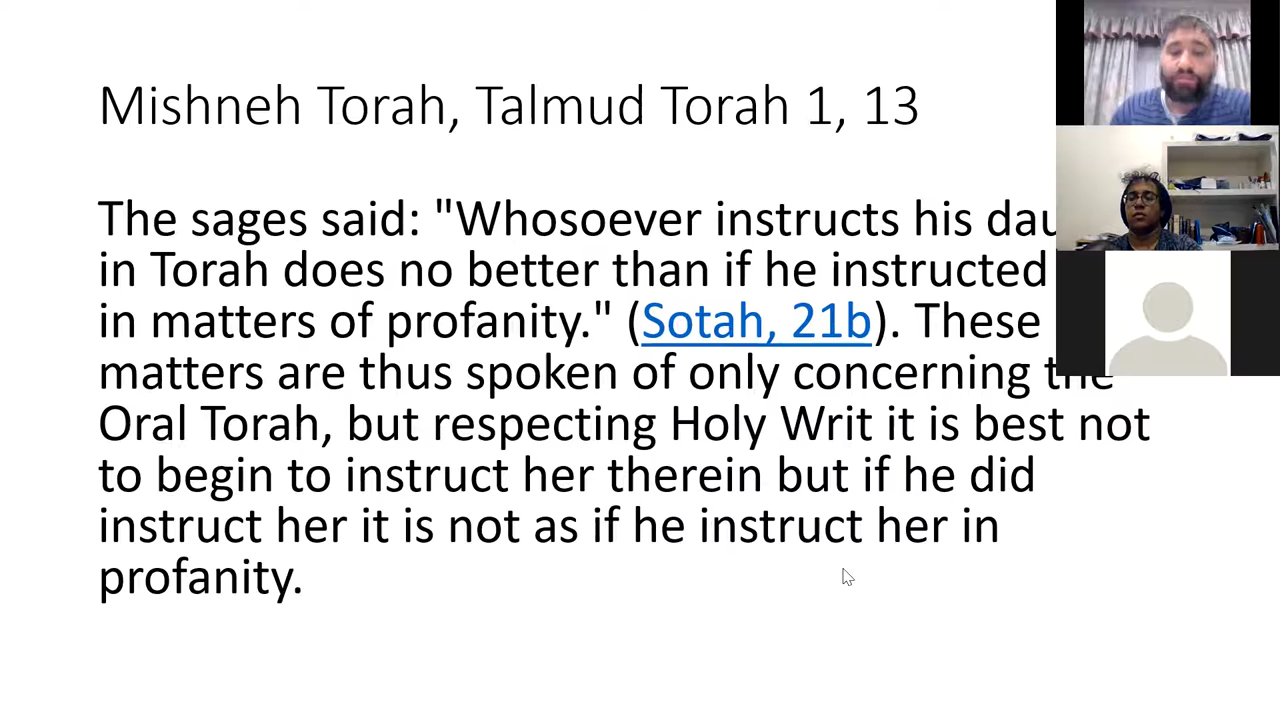 Mishneh Torah, Talmud Torah 1, 13
The sages said: "Whosoever instructs his
in Torah does no better than if he instructed
in matters of profanity." (Sotah, 21b). These
matters are thus spoken of only concerning the
Oral Torah, but respecting Holy Writ it is best not
to begin to instruct her therein but if he did
instruct her it is not as if he instruct her in
profanity.